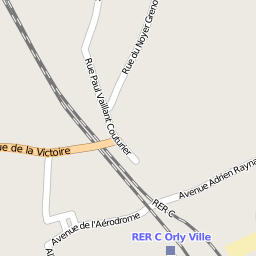 Rue du Noyer Greno
Rue Paul Vaillant Couturier
ue de la Victoire
Avenue Adrien Rayna
RER C
Avenue de l'Aérodrome
RER C Orly Ville